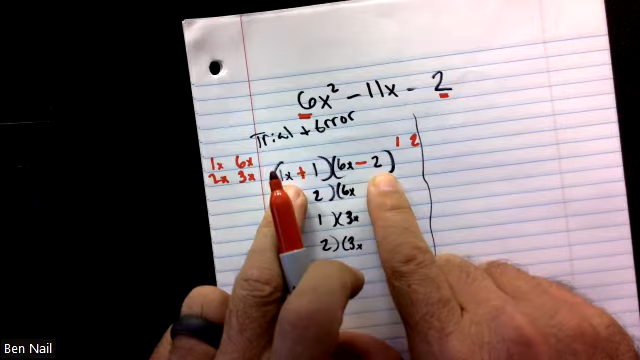 6x² - 11x - 2
Trial + Error
1 2
1x 6x
2x 3x
(1x + 1)(6x - 2)
2)(6x
1)(3x
2)(3x
Ben Nail